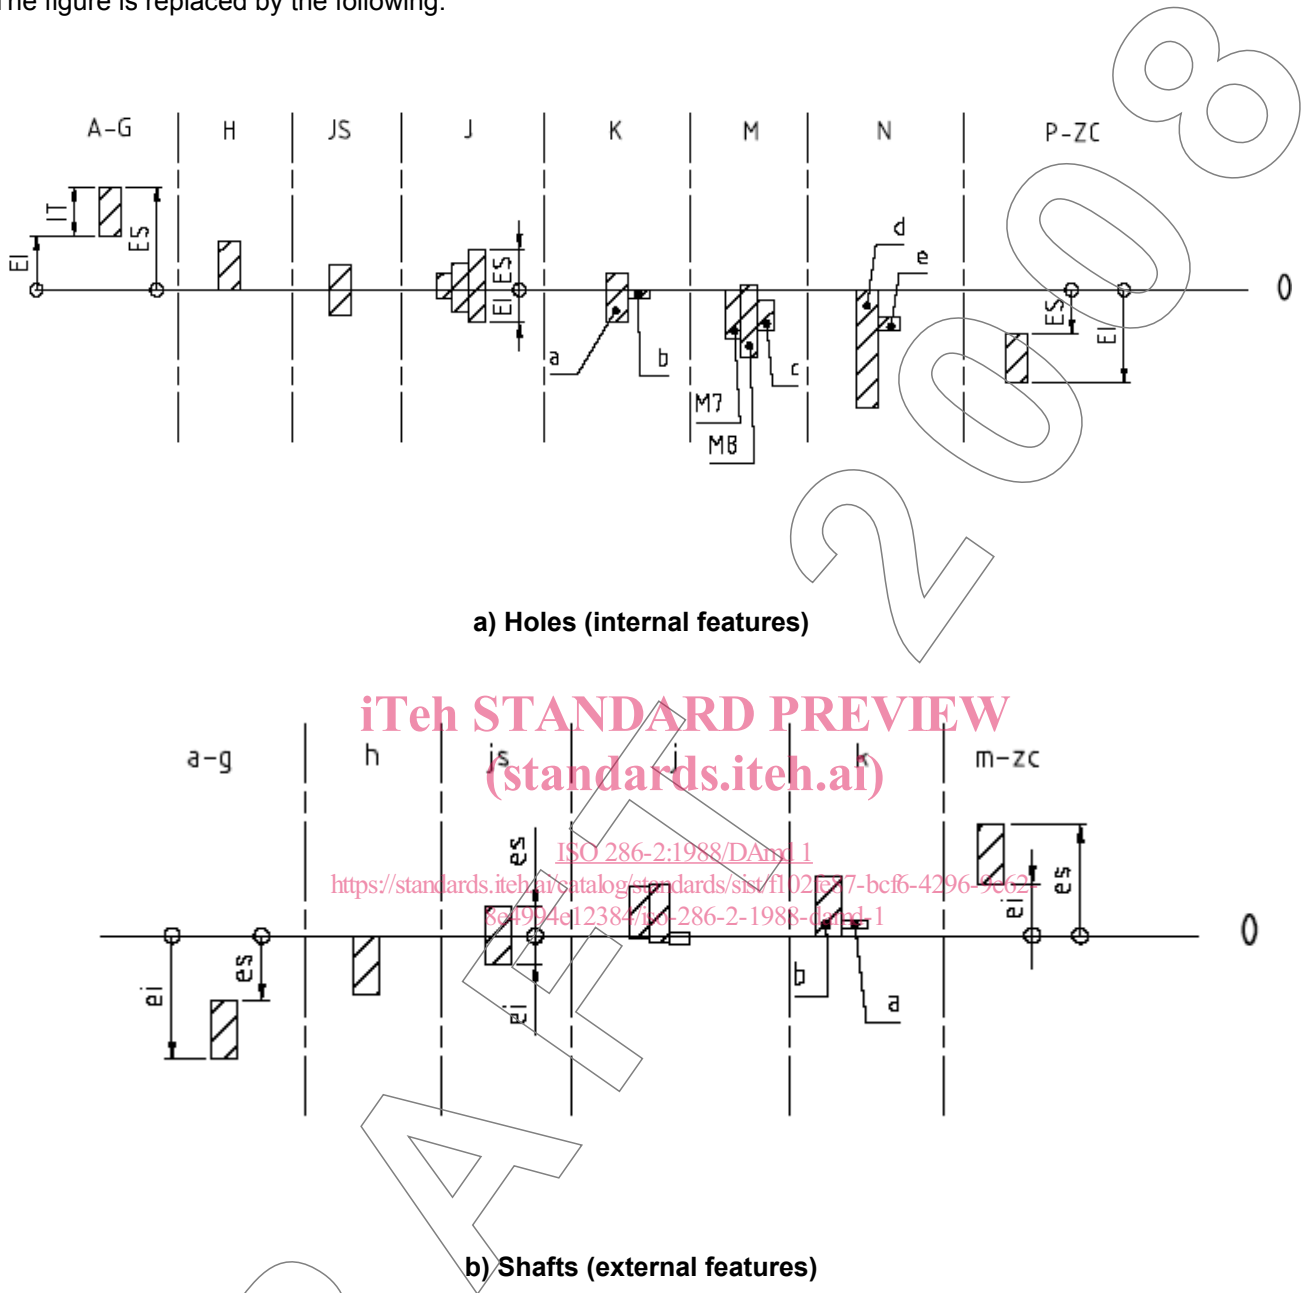 The figure is replaced by the following:
A-G H JS J K M N P-ZC
IT EI ES ES EI a b M7 M8 c d e ES EI 0
a) Holes (internal features)
iTeh STANDARD PREVIEW
(standards.iteh.ai)
a-g h js j k m-zc
ISO 286-2:1988/DAmd 1
https://standards.iteh.ai/catalog/standards/sist/f1021e87-bcf6-4296-9e62-
8e4994e12384/iso-286-2-1988-damd-1
ei es es ei b a ei es 0
b) Shafts (external features)
DRAFT 2008